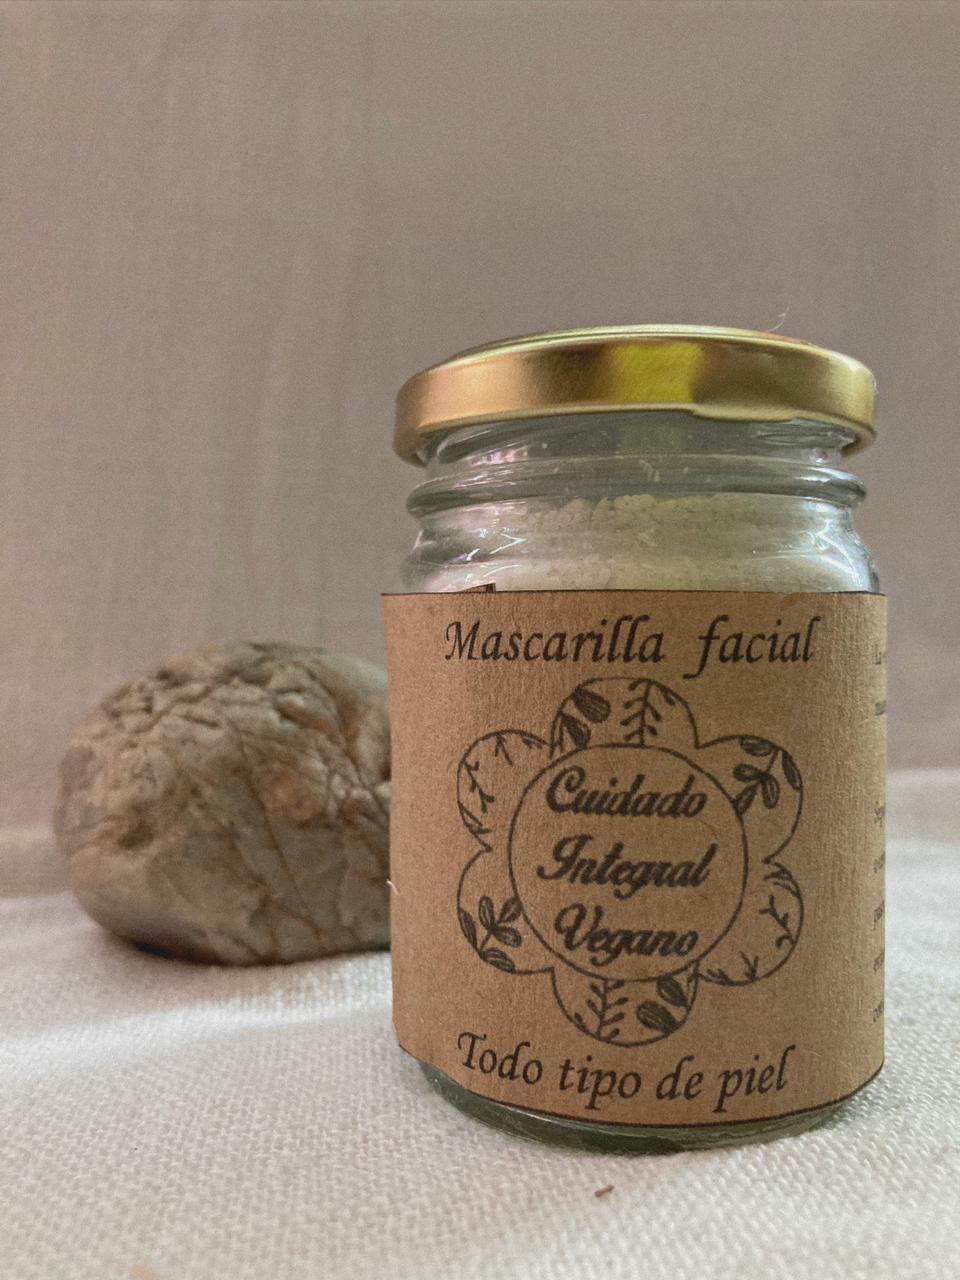 Mascarilla facial
Cuidado
Integral
Vegano
Todo tipo de piel